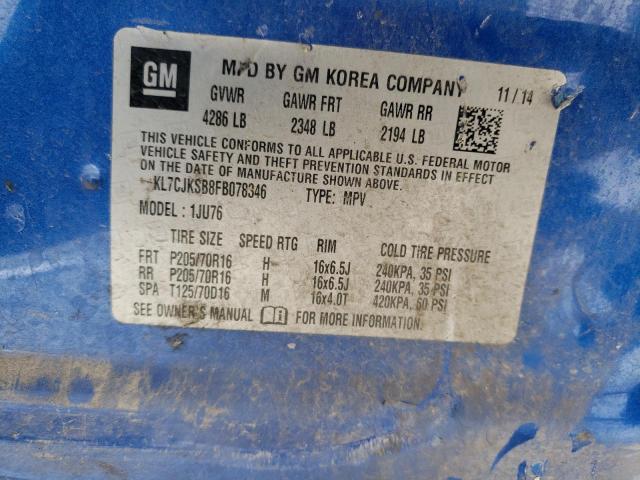 GM MFD BY GM KOREA COMPANY 11 / 14
GVWR GAWR FRT GAWR RR
4286 LB 2348 LB 2194 LB
THIS VEHICLE CONFORMS TO ALL APPLICABLE U.S. FEDERAL MOTOR
VEHICLE SAFETY AND THEFT PREVENTION STANDARDS IN EFFECT
ON THE DATE OF MANUFACTURE SHOWN ABOVE.
KL7CJKSB8FB078346 TYPE: MPV
MODEL : 1JU76
TIRE SIZE SPEED RTG RIM COLD TIRE PRESSURE
FRT P205/70R16 H 16x6.5J 240KPA, 35 PSI
RR P205/70R16 H 16x6.5J 240KPA, 35 PSI
SPA T125/70D16 M 16x4.0T 420KPA, 60 PSI
SEE OWNER'S MANUAL FOR MORE INFORMATION.